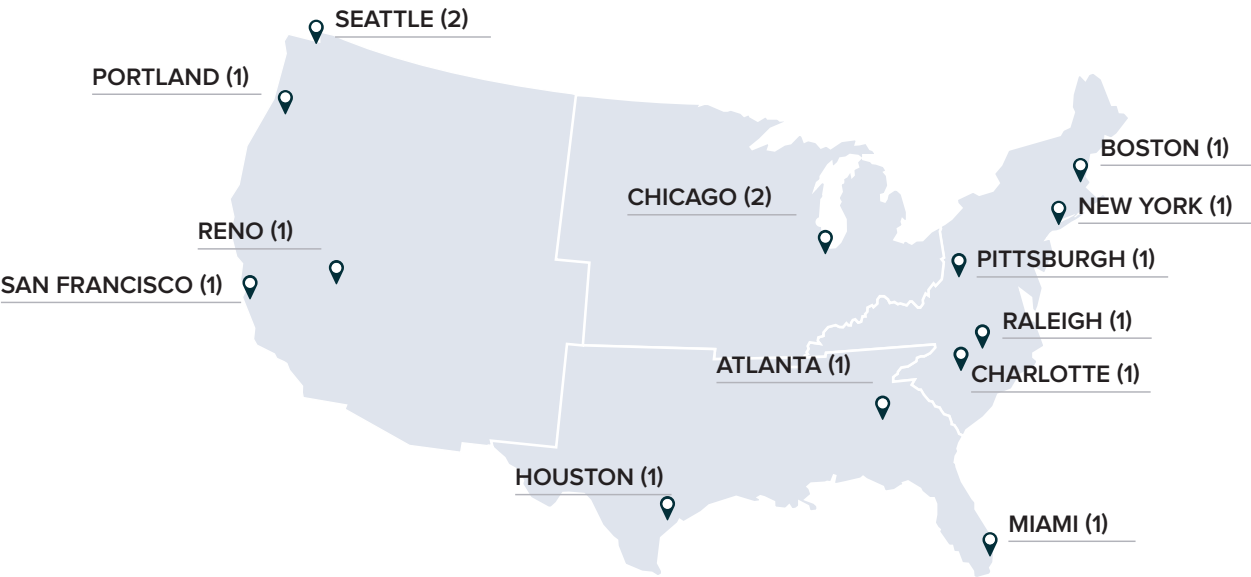 SEATTLE (2)
PORTLAND (1)
BOSTON (1)
CHICAGO (2)
NEW YORK (1)
RENO (1)
PITTSBURGH (1)
SAN FRANCISCO (1)
RALEIGH (1)
ATLANTA (1)
CHARLOTTE (1)
HOUSTON (1)
MIAMI (1)